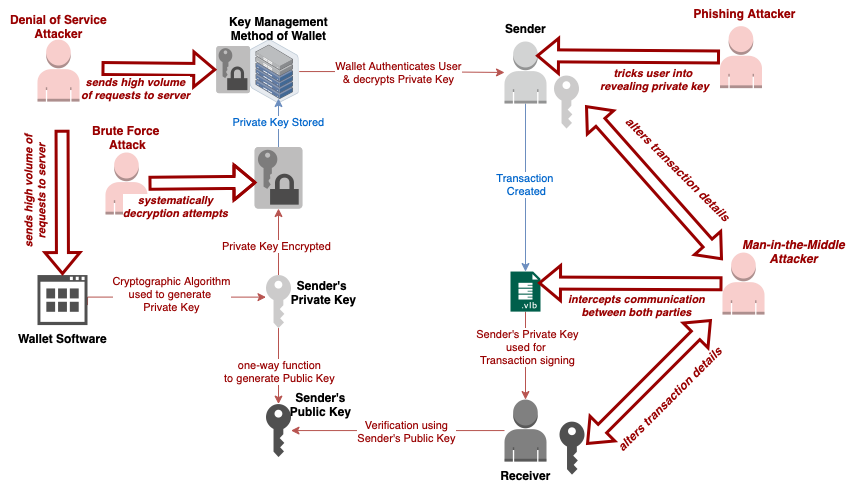 Denial of Service
Attacker
Key Management
Method of Wallet
Sender
Phishing Attacker
sends high volume
of requests to server
Wallet Authenticates User
& decrypts Private Key
tricks user into
revealing private key
Private Key Stored
Brute Force
Attack
sends high volume of
requests to server
alters transaction details
systematically
decryption attempts
Transaction
Created
Private Key Encrypted
Man-in-the-Middle
Attacker
Cryptographic Algorithm
used to generate
Private Key
Sender's
Private Key
.vlb
intercepts communication
between both parties
Wallet Software
Sender's Private Key
used for
Transaction signing
one-way function
to generate Public Key
alters transaction details
Sender's
Public Key
Verification using
Sender's Public Key
Receiver